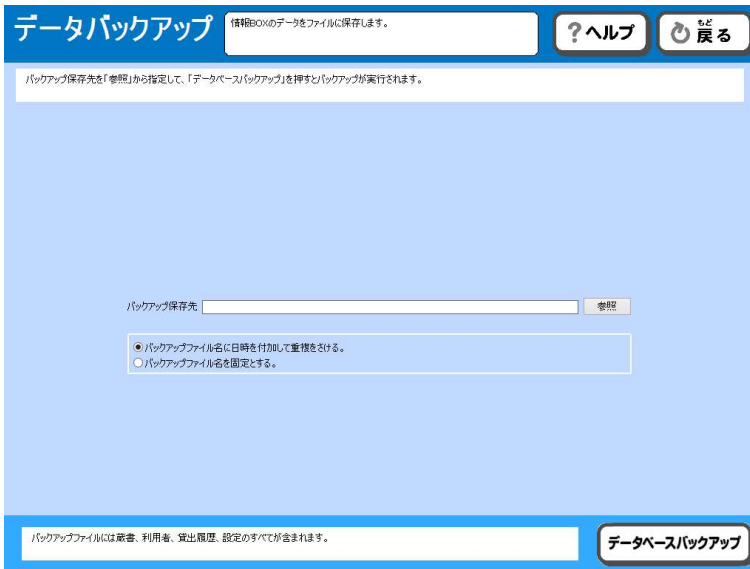 データバックアップ
情報BOXのデータをファイルに保存します。
?ヘルプ
もど
戻る
バックアップ保存先を「参照」から指定して、「データベースバックアップ」を押すとバックアップが実行されます。
バックアップ保存先
参照
バックアップファイル名に日時を付加して重複をさける。
バックアップファイル名を固定とする。
バックアップファイルには蔵書、利用者、貸出履歴、設定のすべてが含まれます。
データベースバックアップ